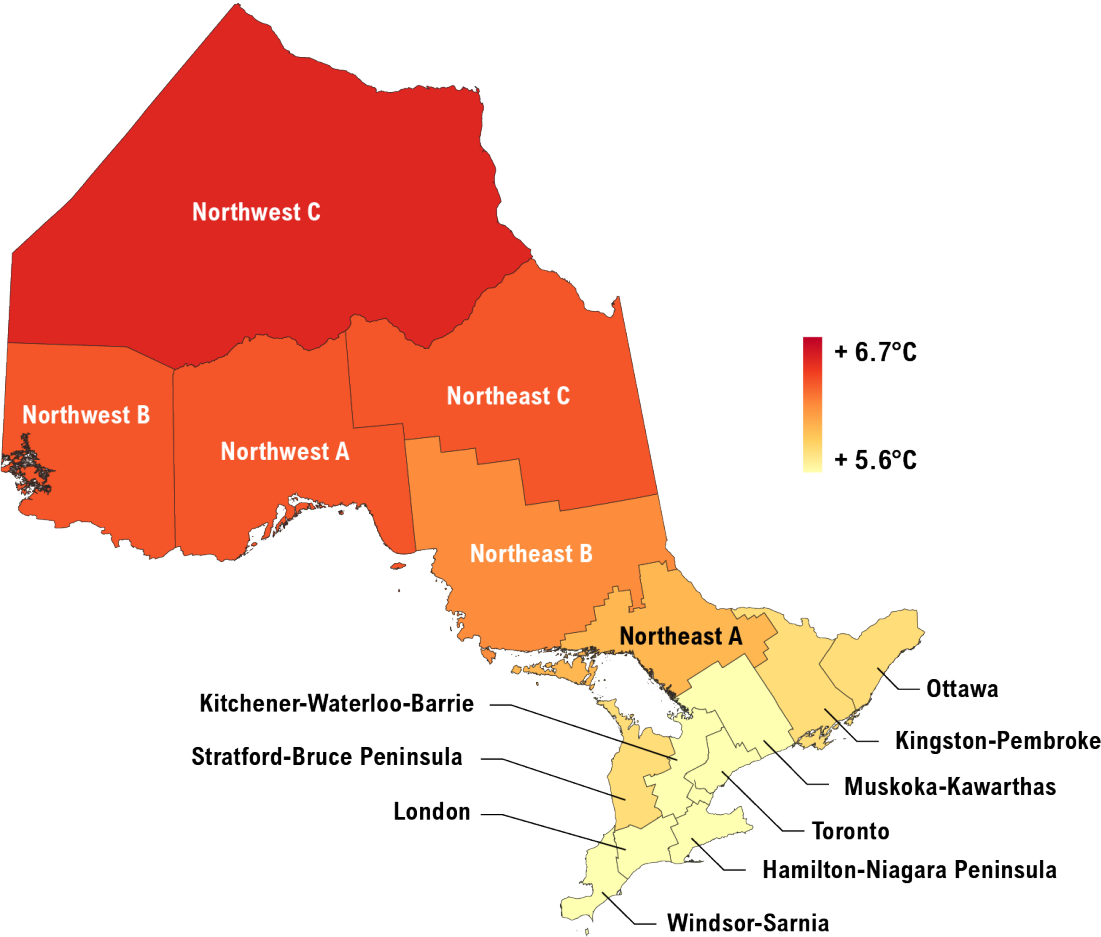 Northwest C
+ 6.7°C
Northeast C
Northwest B
Northwest A
+ 5.6°C
Northeast B
Northeast A
Ottawa
Kitchener-Waterloo-Barrie
Kingston-Pembroke
Stratford-Bruce Peninsula
Muskoka-Kawarthas
London
Toronto
Hamilton-Niagara Peninsula
Windsor-Sarnia